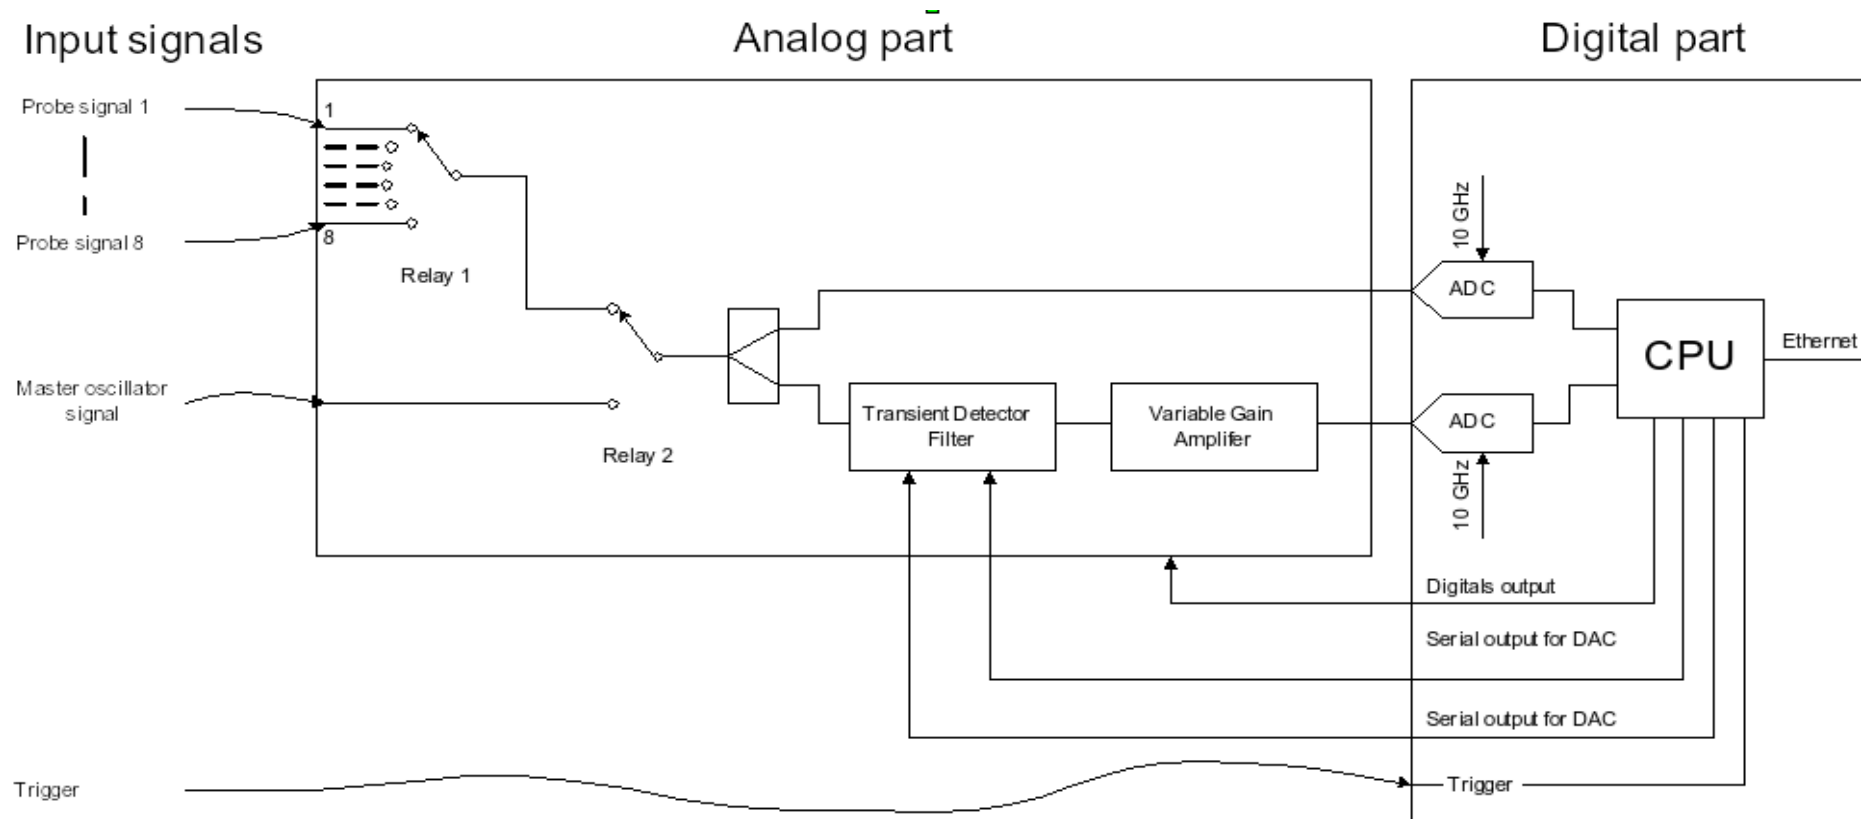 Input signals
Analog part
Digital part
Probe signal 1
1
Probe signal 8
8
Relay 1
10 GHz
ADC
CPU
Ethernet
Master oscillator
signal
Relay 2
Transient Detector
Filter
Variable Gain
Amplifer
ADC
10 GHz
Digitals output
Serial output for DAC
Serial output for DAC
Trigger
Trigger